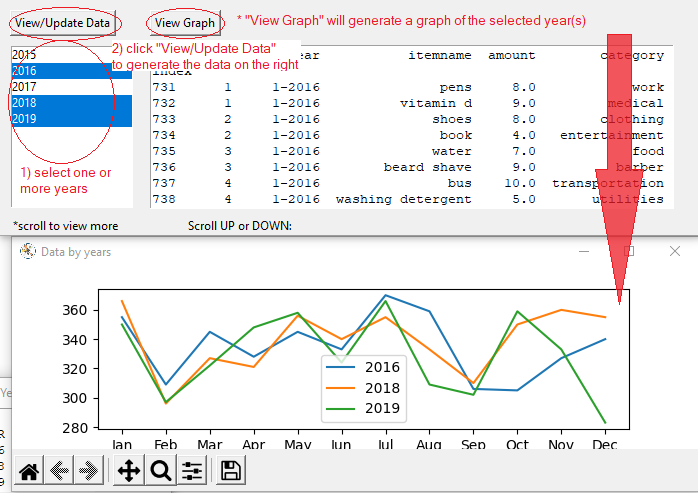 View/Update Data
View Graph
* "View Graph" will generate a graph of the selected year(s)
2) click "View/Update Data"
to generate the data on the right
2015
2016
2017
2018
2019
1) select one or
more years
itemname amount category
index
731 1 1-2016 pens 8.0 work
732 1 1-2016 vitamin d 9.0 medical
733 2 1-2016 shoes 8.0 clothing
734 2 1-2016 book 4.0 entertainment
735 3 1-2016 water 7.0 food
736 3 1-2016 beard shave 9.0 barber
737 4 1-2016 bus 10.0 transportation
738 4 1-2016 washing detergent 5.0 utilities
*scroll to view more
Scroll UP or DOWN:
Data by years
360
340
320
300
280
2016
2018
2019
Jan Feb Mar Apr May Jun Jul Aug Sep Oct Nov Dec